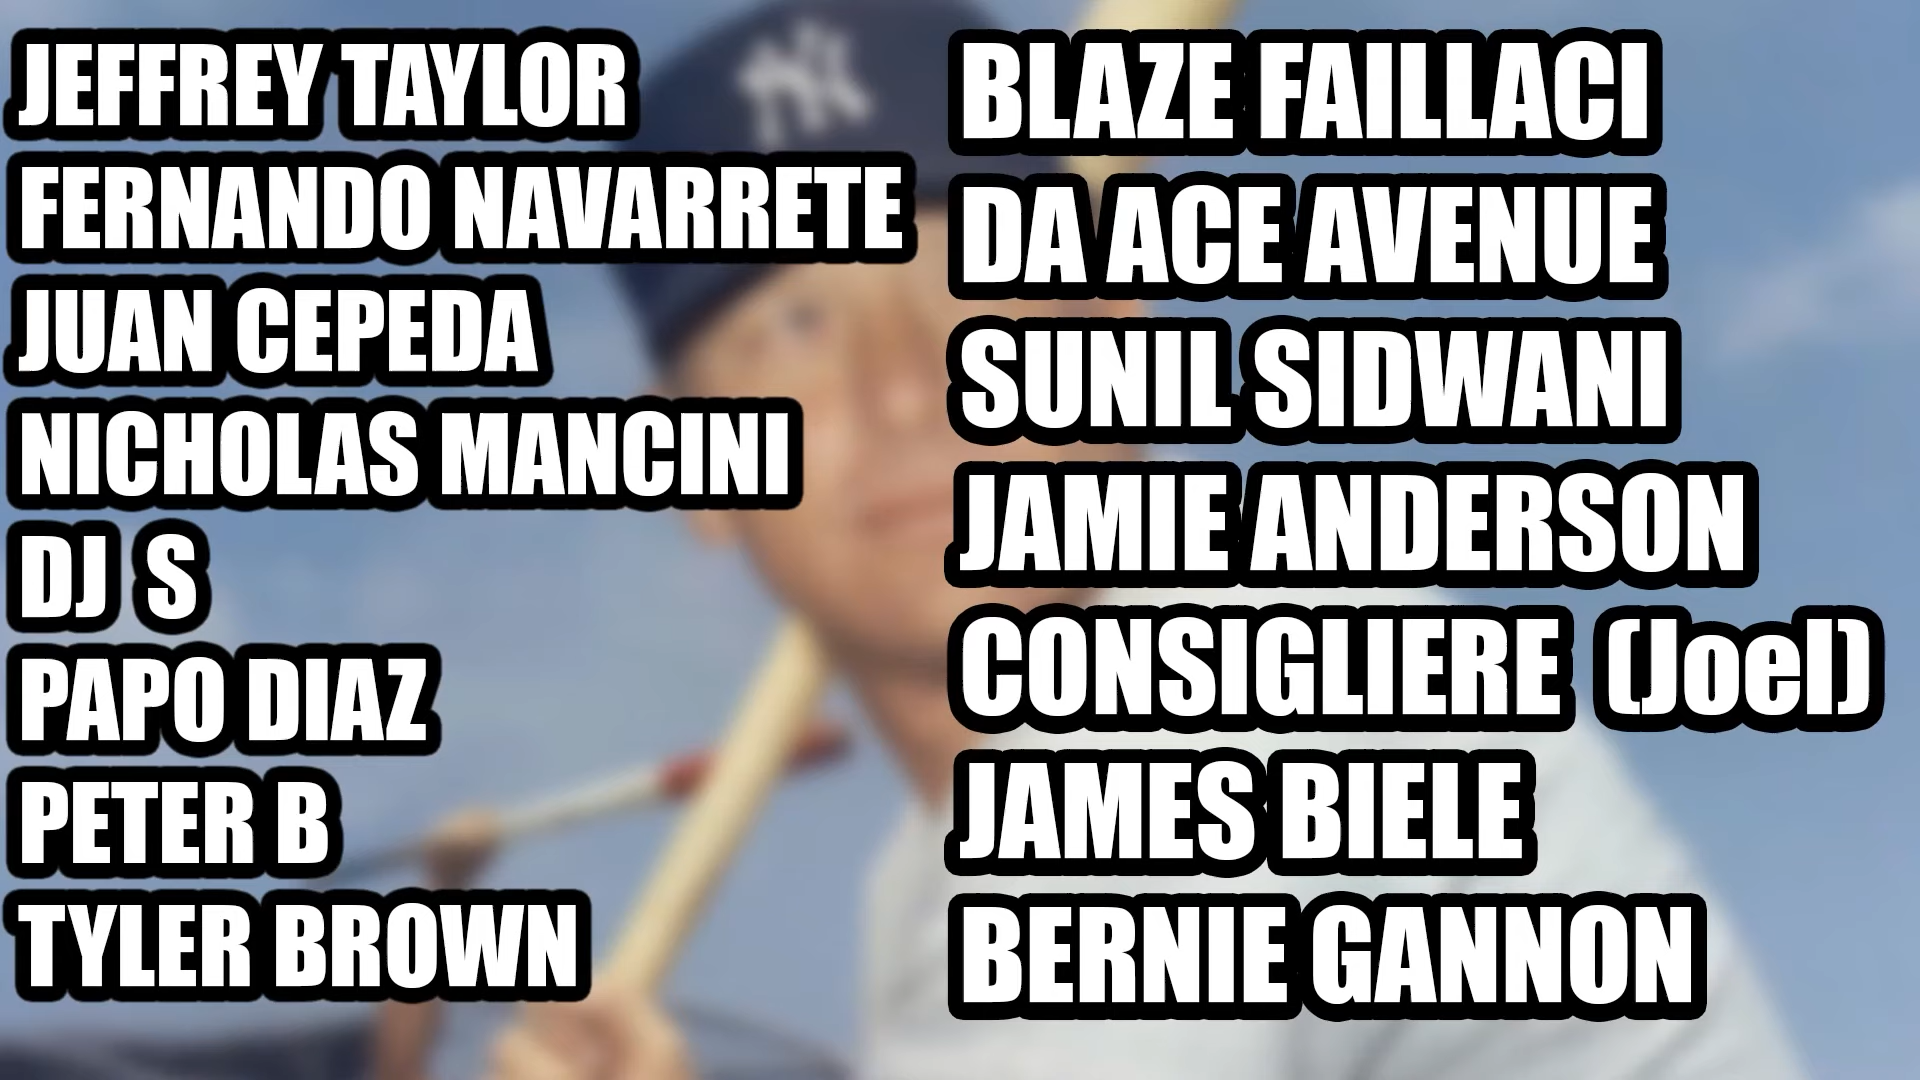 JEFFREY TAYLOR
FERNANDO NAVARRETE
JUAN CEPEDA
NICHOLAS MANCINI
DJ S
PAPO DIAZ
PETER B
TYLER BROWN
BLAZE FAILLACI
DA ACE AVENUE
SUNIL SIDWANI
JAMIE ANDERSON
CONSIGLIERE (Joel)
JAMES BIELE
BERNIE GANNON
NY